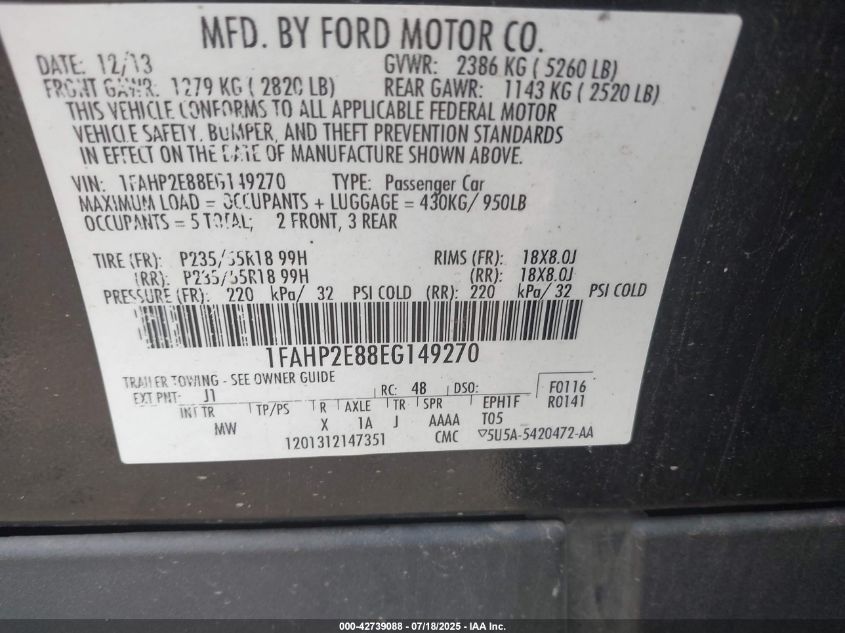 MFD. BY FORD MOTOR CO.
DATE: 12/13 GVWR: 2386 KG ( 5260 LB)
FRONT GAWR: 1279 KG ( 2820 LB) REAR GAWR: 1143 KG ( 2520 LB)
THIS VEHICLE CONFORMS TO ALL APPLICABLE FEDERAL MOTOR
VEHICLE SAFETY, BUMPER, AND THEFT PREVENTION STANDARDS
IN EFFECT ON THE DATE OF MANUFACTURE SHOWN ABOVE.
VIN: 1FAHP2E88EG149270 TYPE: Passenger Car
MAXIMUM LOAD = OCCUPANTS + LUGGAGE = 430KG/ 950LB
OCCUPANTS = 5 TOTAL; 2 FRONT, 3 REAR
TIRE (FR): P235/55R18 99H RIMS (FR): 18X8.0J
(RR): P235/55R18 99H (RR): 18X8.0J
PRESSURE (FR): 220 kPa/ 32 PSI COLD (RR): 220 kPa/ 32 PSI COLD
1FAHP2E88EG149270
TRAILER TOWING - SEE OWNER GUIDE
EXT PNT: J1 RC: 48 DSO: F0116
R0141
INT TR TP/PS R AXLE TR SPR EPH1F
MW X 1A J AAAA T05
1201312147351 CMC ▽5U5A-5420472-AA
000-42739088 - 07/18/2025 - IAA Inc.